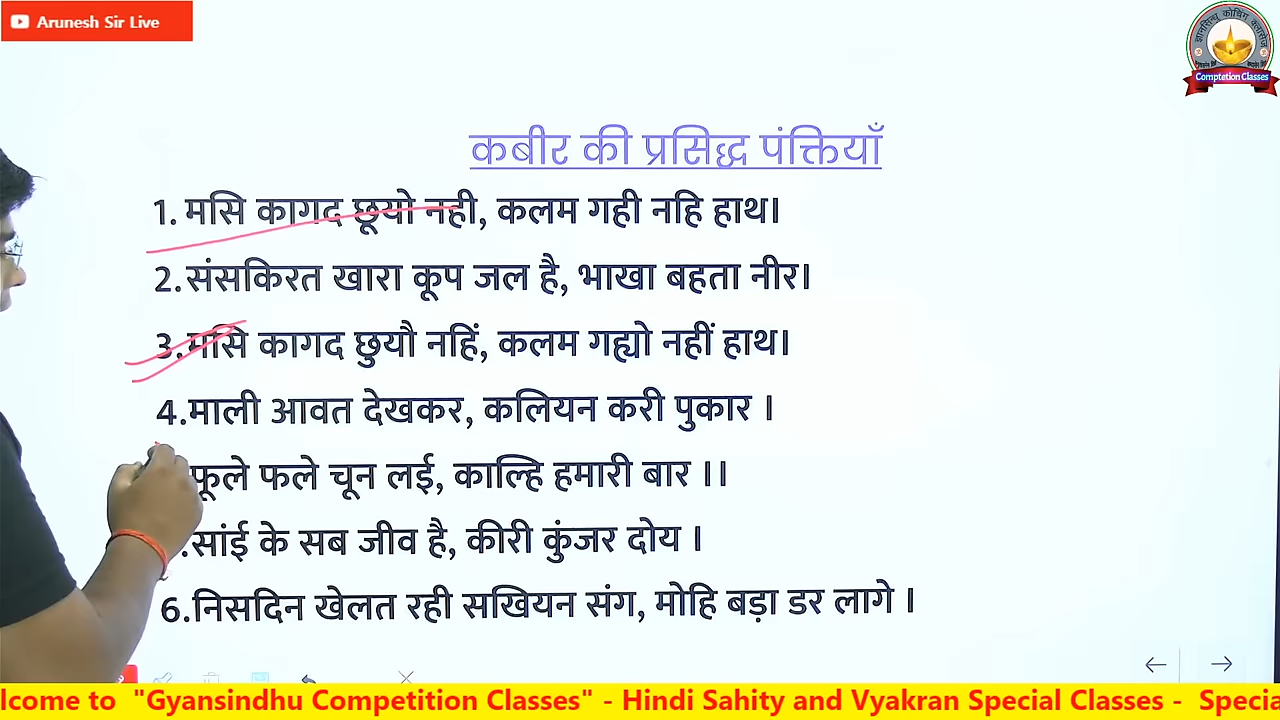 Arunesh Sir Live
ज्ञानसिन्धु कोचिंग क्लासेज
Comptetion Classes
कबीर की प्रसिद्ध पंक्तियाँ
1. मसि कागद छूयो नही, कलम गही नहि हाथ।
2.संसकिरत खारा कूप जल है, भाखा बहता नीर।
3.मसि कागद छुयौ नहिं, कलम गह्यो नहीं हाथ।
4.माली आवत देखकर, कलियन करी पुकार ।
फूले फले चून लई, काल्हि हमारी बार ।।
.सांई के सब जीव है, कीरी कुंजर दोय ।
6.निसदिन खेलत रही सखियन संग, मोहि बड़ा डर लागे ।
lcome to "Gyansindhu Competition Classes" - Hindi Sahity and Vyakran Special Classes - Specia